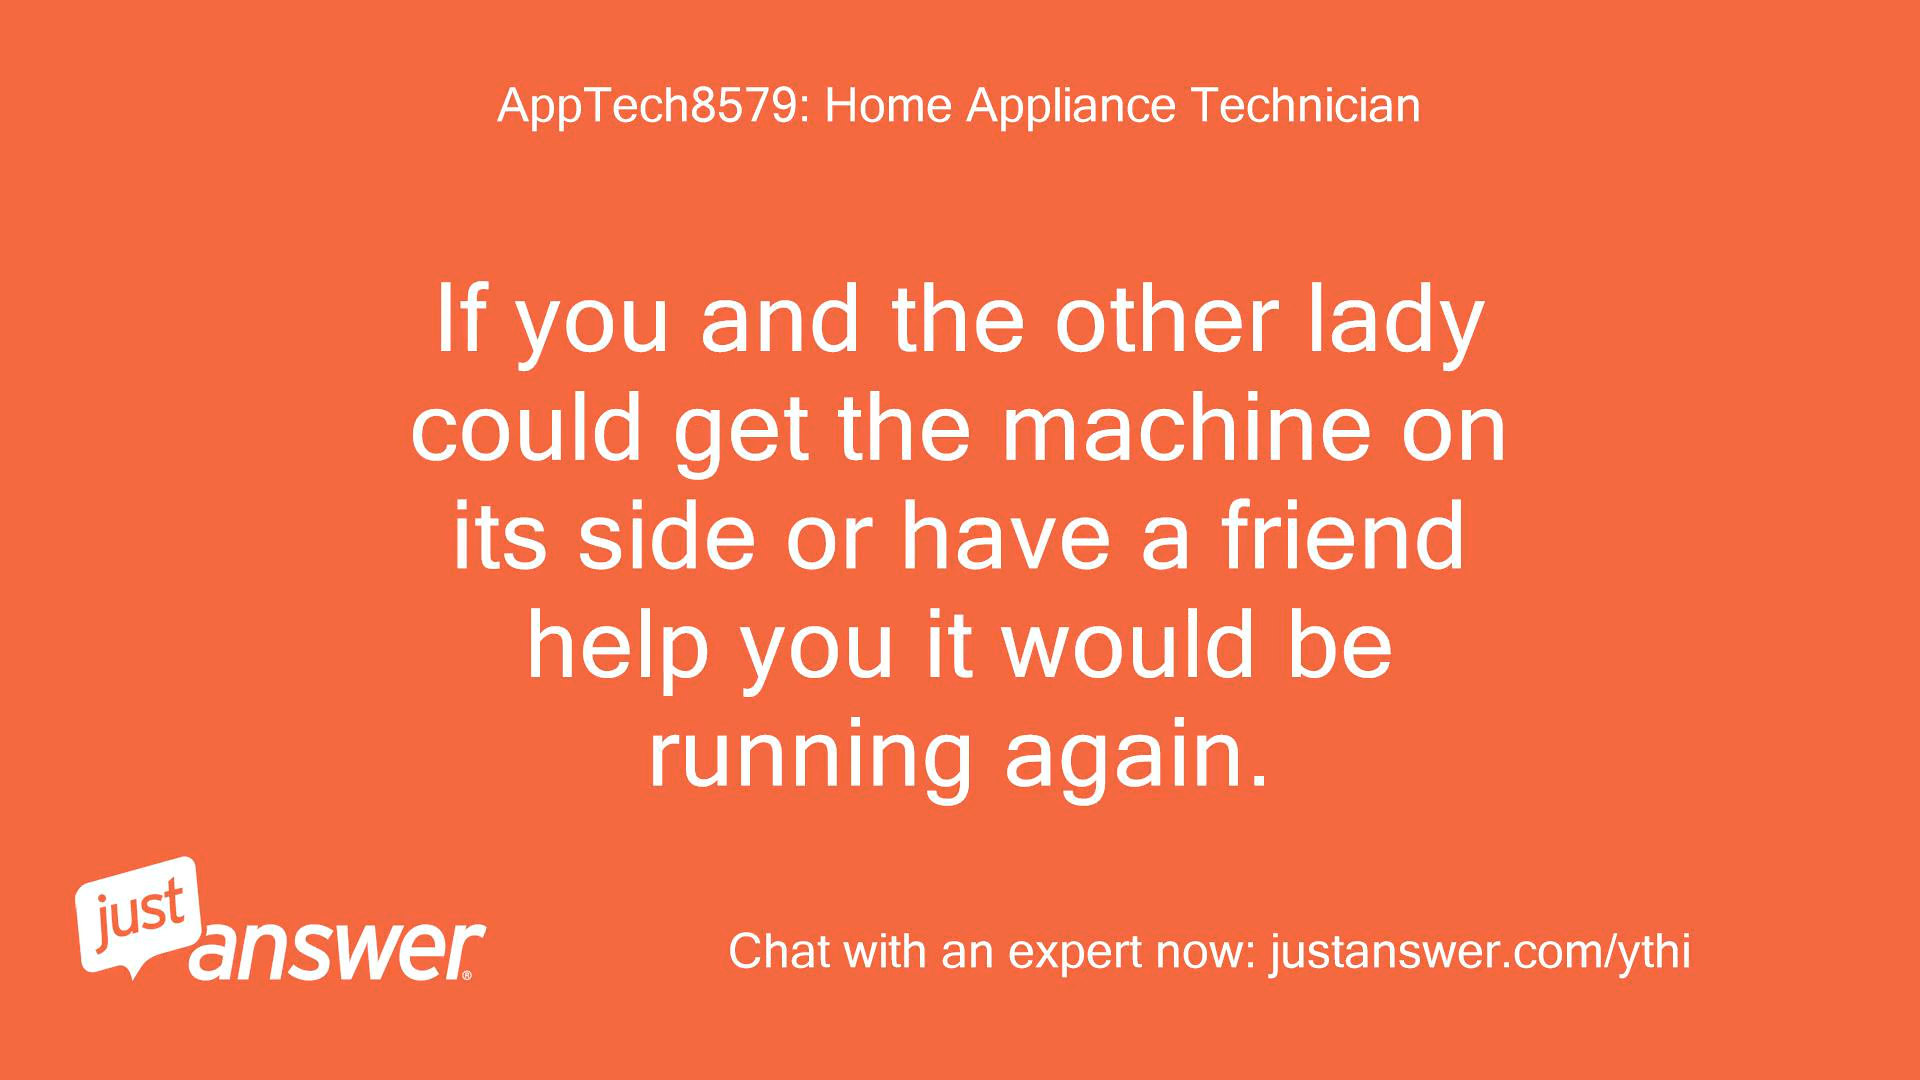 AppTech8579: Home Appliance Technician
If you and the other lady
could get the machine on
its side or have a friend
help you it would be
running again.
just
answer®
Chat with an expert now: justanswer.com/ythi